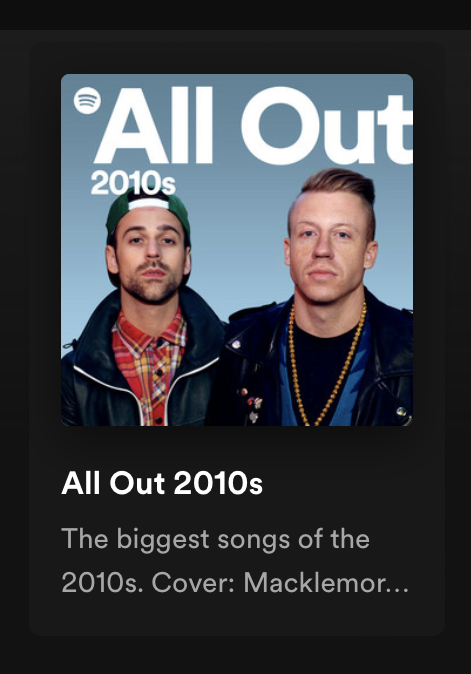 All Out
2010s
All Out 2010s
The biggest songs of the
2010s. Cover: Macklemor...